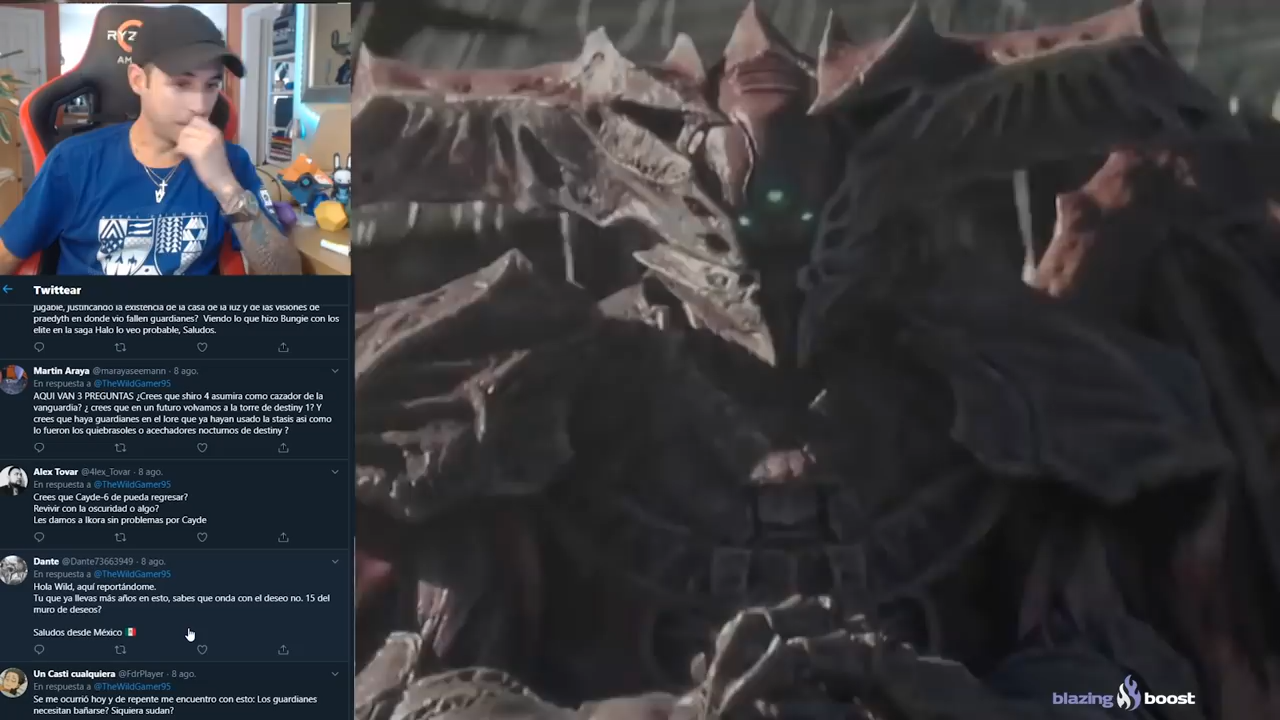 RYZ
AM
Twittear
jugable, justificando la existencia de la casa de la luz y de las visiones de
praedyth en donde vio fallen guardianes? Viendo lo que hizo Bungie con los
elite en la saga Halo lo veo probable, Saludos.
Martin Araya @marayaseemann · 8 ago.
En respuesta a @TheWildGamer95
AQUI VAN 3 PREGUNTAS ¿Crees que shiro 4 asumira como cazador de la
vanguardia? ¿ crees que en un futuro volvamos a la torre de destiny 1? Y
crees que haya guardianes en el lore que ya hayan usado la stasis asi como
lo fueron los quiebrasoles o acechadores nocturnos de destiny ?
Alex Tovar @4lex_Tovar · 8 ago.
En respuesta a @TheWildGamer95
Crees que Cayde-6 de pueda regresar?
Revivir con la oscuridad o algo?
Les damos a Ikora sin problemas por Cayde
Dante @Dante73663949 · 8 ago.
En respuesta a @TheWildGamer95
Hola Wild, aquí reportándome.
Tu que ya llevas más años en esto, sabes que onda con el deseo no. 15 del
muro de deseos?
Saludos desde México 🇲🇽
Un Casti cualquiera @FdrPlayer · 8 ago.
En respuesta a @TheWildGamer95
Se me ocurrió hoy y de repente me encuentro con esto: Los guardianes
necesitan bañarse? Siquiera sudan?
blazing boost